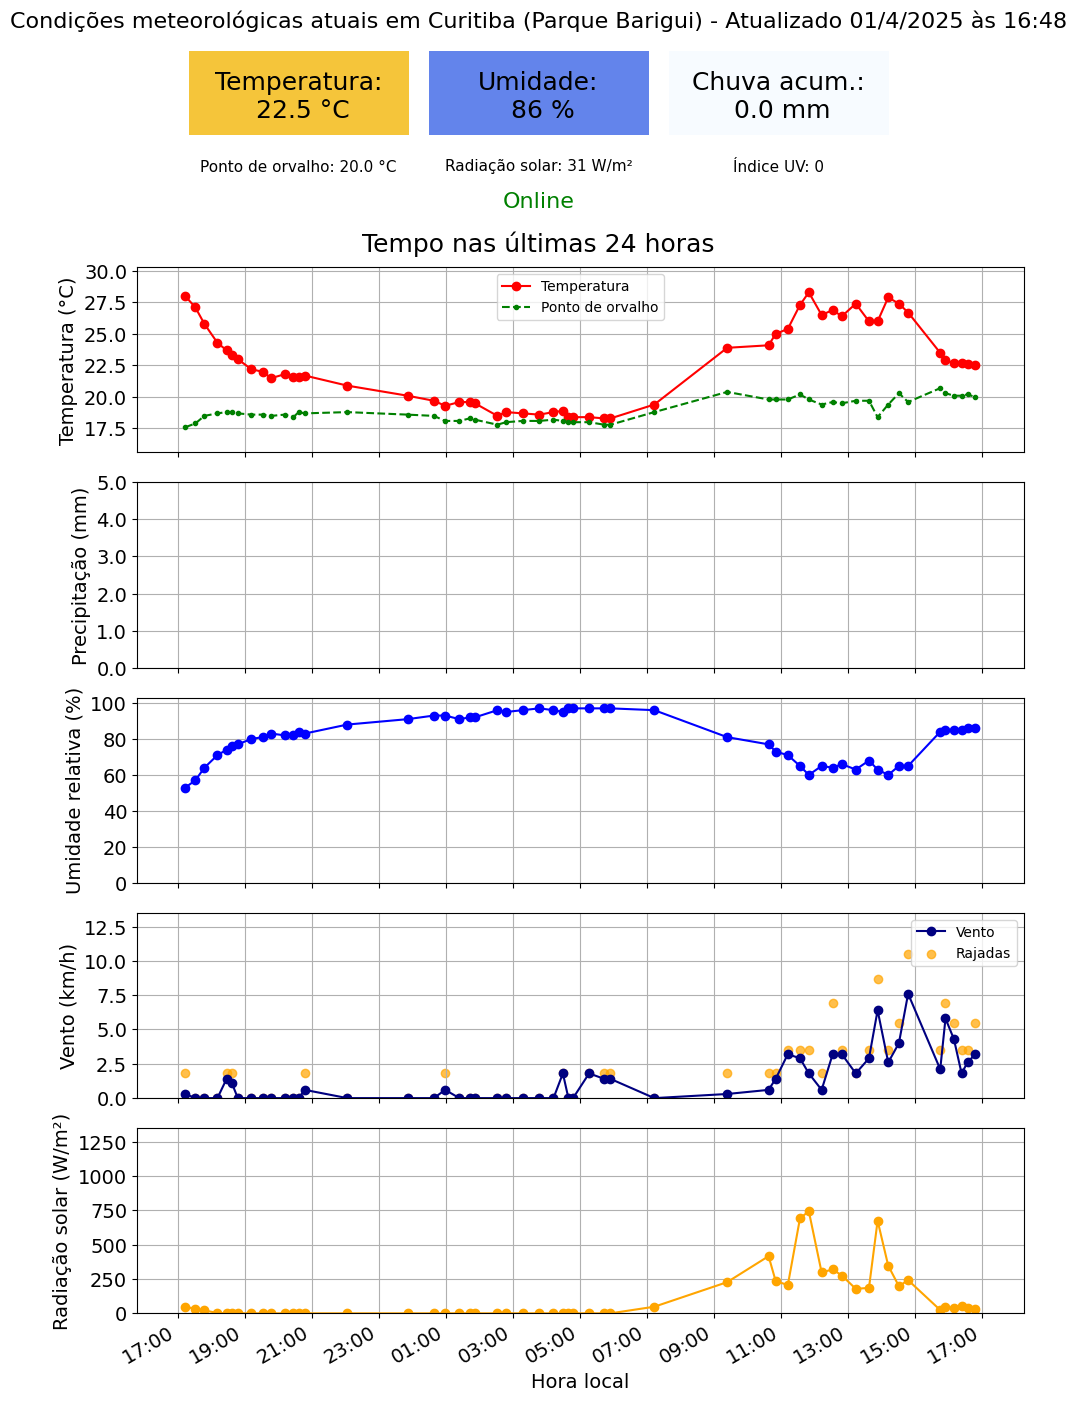 Condições meteorológicas atuais em Curitiba (Parque Barigui) - Atualizado 01/4/2025 às 16:48
Temperatura:
22.5 °C
Umidade:
86 %
Chuva acum.:
0.0 mm
Ponto de orvalho: 20.0 °C
Radiação solar: 31 W/m²
Índice UV: 0
Online
Tempo nas últimas 24 horas
Temperatura (°C)
30.0
27.5
25.0
22.5
20.0
17.5
Temperatura
Ponto de orvalho
Precipitação (mm)
5.0
4.0
3.0
2.0
1.0
0.0
Umidade relativa (%)
100
80
60
40
20
0
Vento (km/h)
12.5
10.0
7.5
5.0
2.5
0.0
Vento
Rajadas
Radiação solar (W/m²)
1250
1000
750
500
250
0
17:00
19:00
21:00
23:00
01:00
03:00
05:00
07:00
09:00
11:00
13:00
15:00
17:00
Hora local